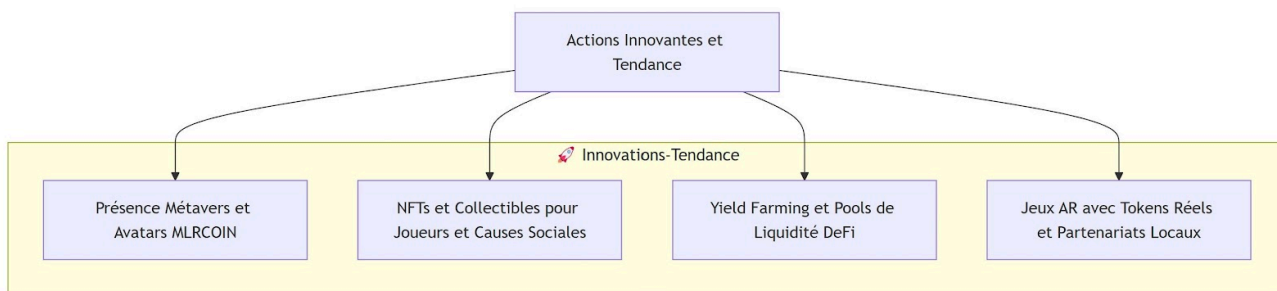 Actions Innovantes et
Tendance
🚀 Innovations-Tendance
Présence Métavers et
Avatars MLRCOIN
NFTs et Collectibles pour
Joueurs et Causes Sociales
Yield Farming et Pools de
Liquidité DeFi
Jeux AR avec Tokens Réels
et Partenariats Locaux